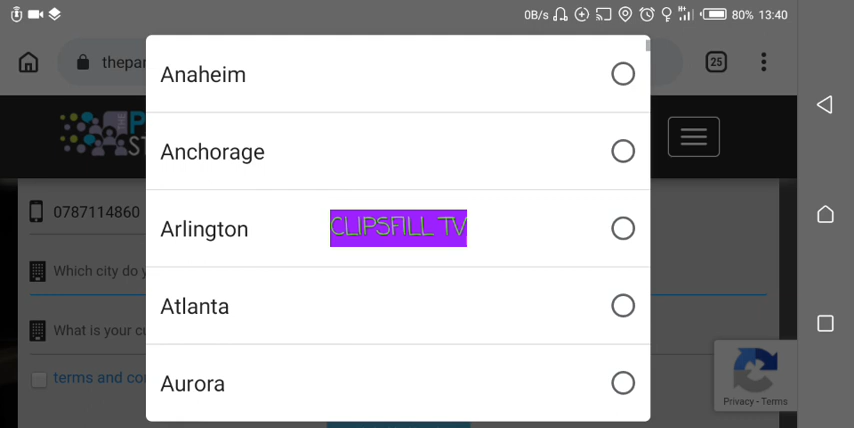 0B/s 80% 13:40
thepa
25
Anaheim
Anchorage
Arlington
CLIPSFILL TV
Atlanta
Aurora
0787114860
Which city do y
What is your cu
terms and co
Privacy - Terms